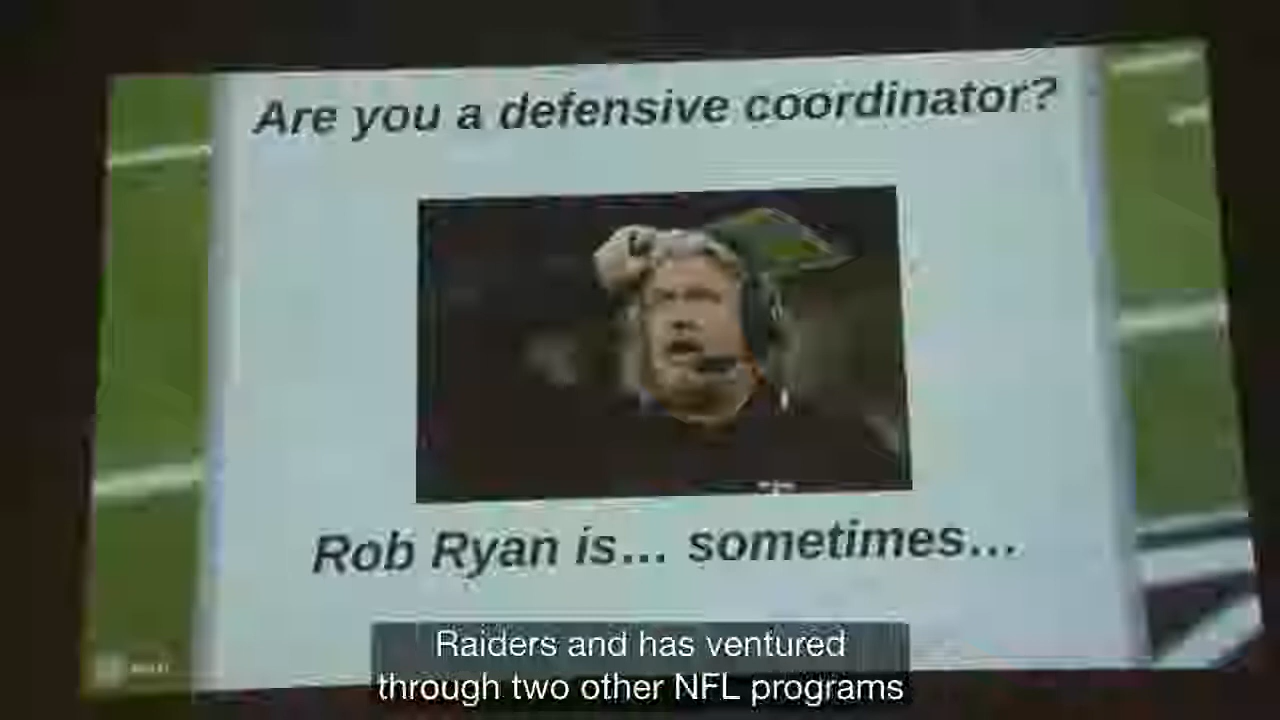 Are you a defensive coordinator?
Rob Ryan is... sometimes...
Raiders and has ventured
through two other NFL programs